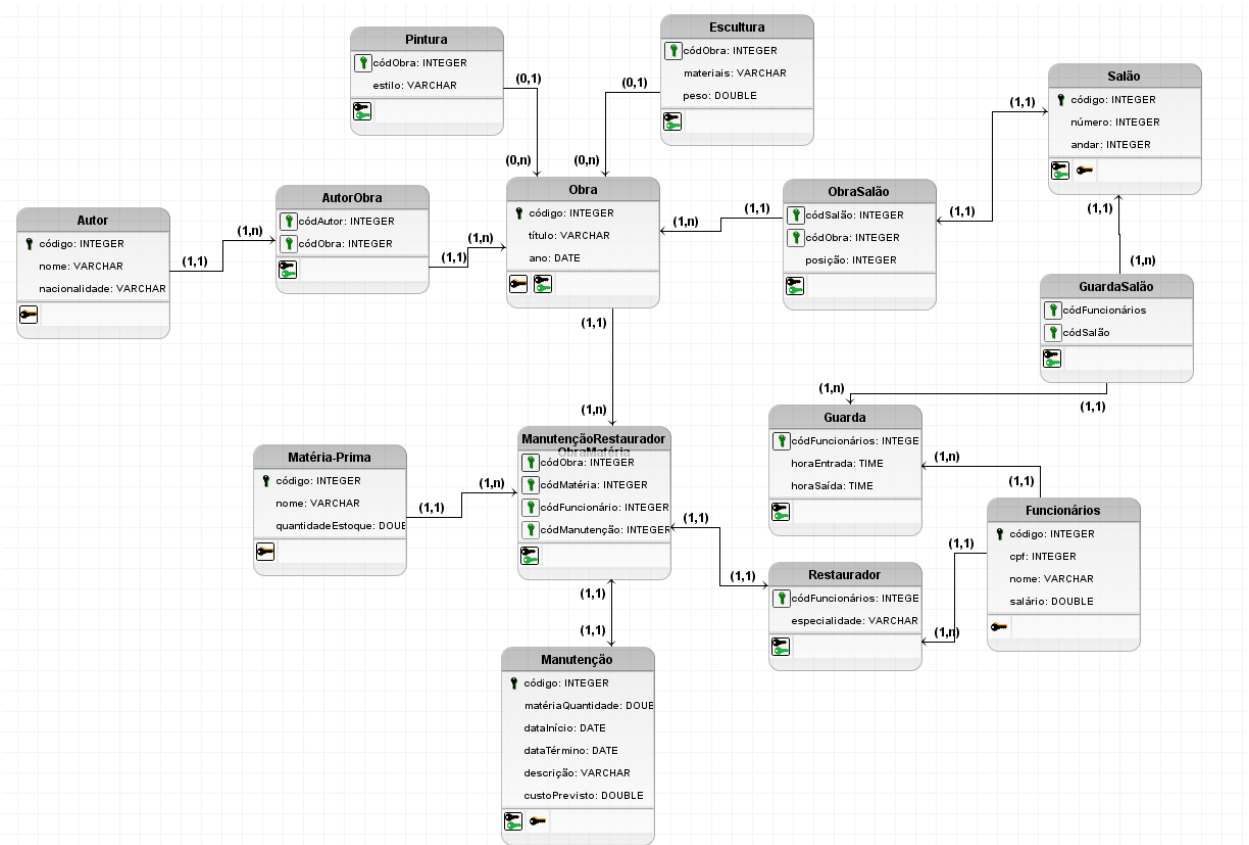 Pintura
códObra: INTEGER
estilo: VARCHAR
(0,1)
(0,n)
Escultura
códObra: INTEGER
materiais: VARCHAR
peso: DOUBLE
(0,1)
(0,n)
Salão
código: INTEGER
número: INTEGER
andar: INTEGER
(1,1)
(1,1)
(1,1)
(1,n)
Autor
código: INTEGER
nome: VARCHAR
nacionalidade: VARCHAR
(1,1)
(1,n)
AutorObra
códAutor: INTEGER
códObra: INTEGER
(1,1)
(1,n)
Obra
código: INTEGER
título: VARCHAR
ano: DATE
(1,n)
(1,1)
ObraSalão
códSalão: INTEGER
códObra: INTEGER
posição: INTEGER
GuardaSalão
códFuncionários
códSalão
(1,1)
(1,n)
(1,1)
(1,n)
Guarda
códFuncionários: INTEGE
horaEntrada: TIME
horaSaída: TIME
(1,n)
(1,1)
Matéria-Prima
código: INTEGER
nome: VARCHAR
quantidadeEstoque: DOUE
(1,1)
(1,n)
ManutençãoRestaurador
ObraMatéria
códObra: INTEGER
códMatéria: INTEGER
códFuncionário: INTEGER
códManutenção: INTEGER
(1,1)
(1,1)
Funcionários
código: INTEGER
cpf: INTEGER
nome: VARCHAR
salário: DOUBLE
(1,1)
(1,n)
Restaurador
códFuncionários: INTEGE
especialidade: VARCHAR
(1,1)
(1,1)
Manutenção
código: INTEGER
matériaQuantidade: DOUE
dataInício: DATE
dataTérmino: DATE
descrição: VARCHAR
custoPrevisto: DOUBLE